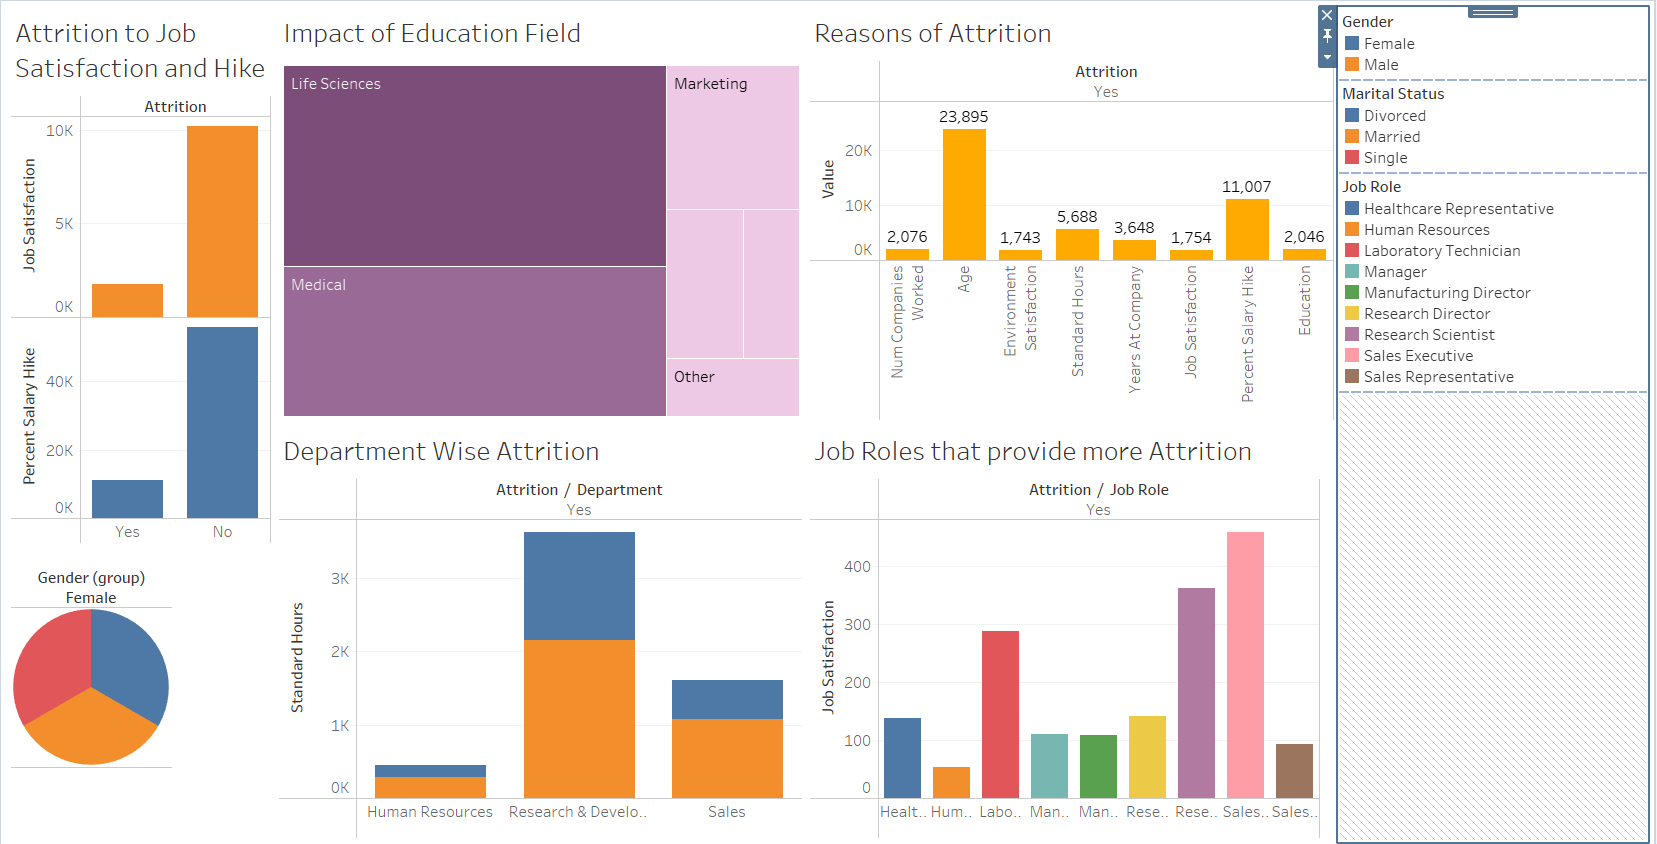 Attrition to Job
Satisfaction and Hike
Attrition
10K
5K
0K
Job Satisfaction
40K
20K
0K
Percent Salary Hike
Yes
No
Gender (group)
Female
Impact of Education Field
Life Sciences
Medical
Marketing
Other
Reasons of Attrition
Attrition
Yes
Value
20K
10K
0K
2,076
23,895
1,743
5,688
3,648
1,754
11,007
2,046
Num Companies
Worked
Age
Environment
Satisfaction
Standard Hours
Years At Company
Job Satisfaction
Percent Salary Hike
Education
Department Wise Attrition
Attrition / Department
Yes
Standard Hours
3K
2K
1K
0K
Human Resources
Research & Develo..
Sales
Job Roles that provide more Attrition
Attrition / Job Role
Yes
Job Satisfaction
400
300
200
100
0
Healt..
Hum..
Labo..
Man..
Man..
Rese..
Rese..
Sales..
Sales..
Gender
Female
Male
Marital Status
Divorced
Married
Single
Job Role
Healthcare Representative
Human Resources
Laboratory Technician
Manager
Manufacturing Director
Research Director
Research Scientist
Sales Executive
Sales Representative